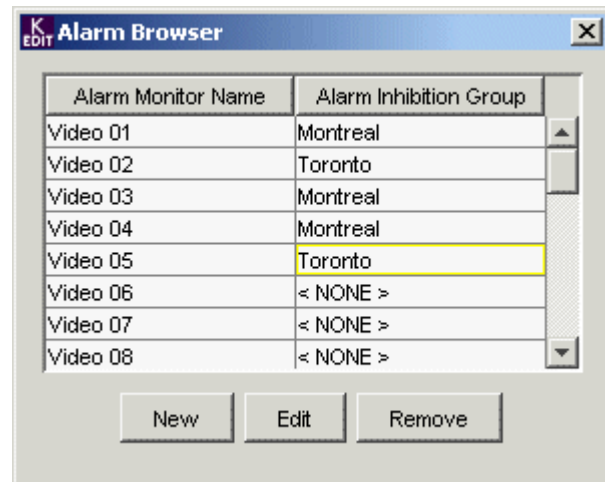 K EDIT Alarm Browser
Alarm Monitor Name Alarm Inhibition Group
Video 01 Montreal
Video 02 Toronto
Video 03 Montreal
Video 04 Montreal
Video 05 Toronto
Video 06 < NONE >
Video 07 < NONE >
Video 08 < NONE >
New Edit Remove